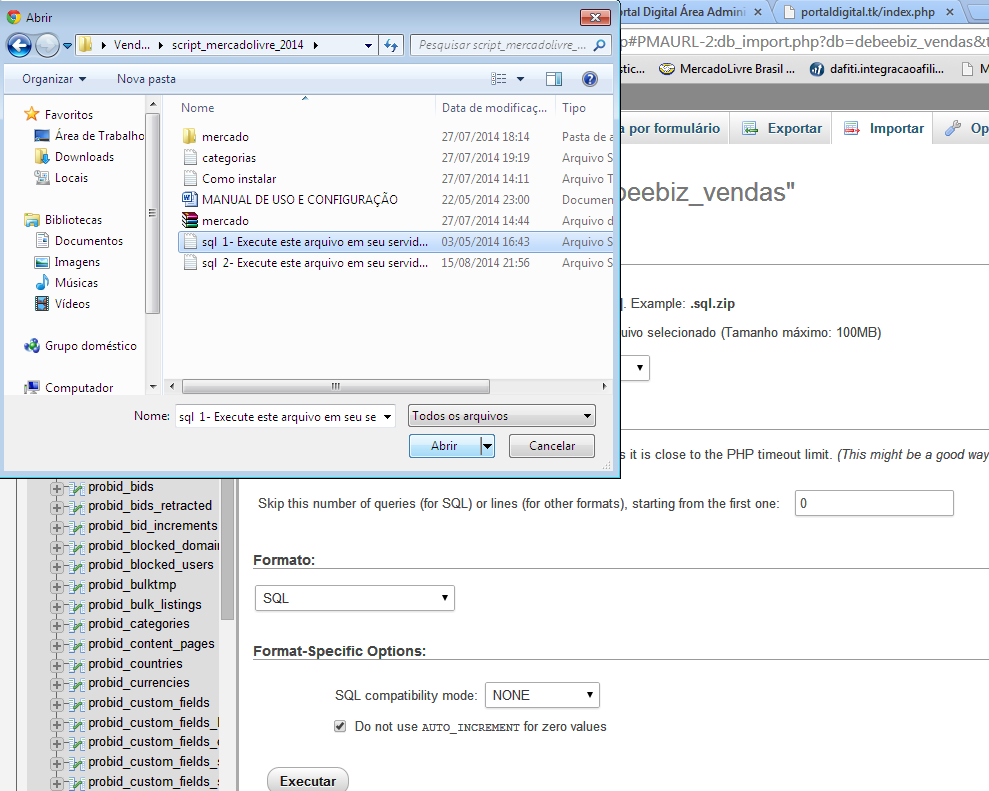 Abrir
Vend...
script_mercadolivre_2014
Pesquisar script_mercadolivre_...
Organizar
Nova pasta
Nome
Data de modificaç...
Tipo
Favoritos
Área de Trabalho
Downloads
Locais
Bibliotecas
Documentos
Imagens
Músicas
Vídeos
Grupo doméstico
Computador
mercado 27/07/2014 18:14 Pasta de a
categorias 27/07/2014 19:19 Arquivo S
Como instalar 27/07/2014 14:11 Arquivo T
MANUAL DE USO E CONFIGURAÇÃO 22/05/2014 23:00 Documen
mercado 27/07/2014 14:44 Arquivo d
sql 1- Execute este arquivo em seu servid... 03/05/2014 16:43 Arquivo S
sql 2- Execute este arquivo em seu servid... 15/08/2014 21:56 Arquivo S
Nome: sql 1- Execute este arquivo em seu se
Todos os arquivos
Abrir
Cancelar
ortal Digital Área Admini
portaldigital.tk/index.php
p#PMAURL-2:db_import.php?db=debeebiz_vendas&t
stic...
MercadoLivre Brasil ...
dafiti.integracaoafili...
M
a por formulário
Exportar
Importar
Op
debeebiz_vendas"
]. Example: .sql.zip
uivo selecionado (Tamanho máximo: 100MB)
s it is close to the PHP timeout limit. (This might be a good way
Skip this number of queries (for SQL) or lines (for other formats), starting from the first one: 0
Formato:
SQL
Format-Specific Options:
SQL compatibility mode: NONE
Do not use AUTO_INCREMENT for zero values
Executar
probid_bids
probid_bids_retracted
probid_bid_increments
probid_blocked_domai
probid_blocked_users
probid_bulktmp
probid_bulk_listings
probid_categories
probid_content_pages
probid_countries
probid_currencies
probid_custom_fields
probid_custom_fields_
probid_custom_fields_
probid_custom_fields_
probid_custom_fields_